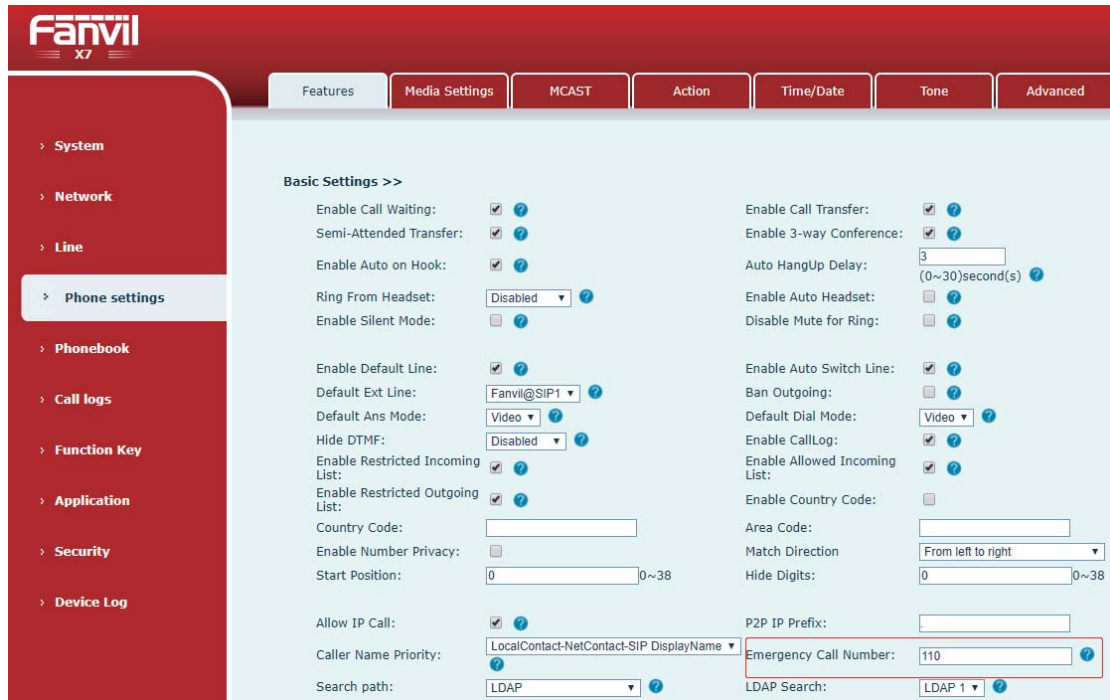 Fanvil
X7
Features Media Settings MCAST Action Time/Date Tone Advanced
› System
› Network
› Line
› Phone settings
› Phonebook
› Call logs
› Function Key
› Application
› Security
› Device Log
Basic Settings >>
Enable Call Waiting: ? Enable Call Transfer: ?
Semi-Attended Transfer: ? Enable 3-way Conference: ?
Enable Auto on Hook: ? Auto HangUp Delay: 3
(0~30)second(s) ?
Ring From Headset: Disabled ? Enable Auto Headset: ?
Enable Silent Mode: ? Disable Mute for Ring: ?
Enable Default Line: ? Enable Auto Switch Line: ?
Default Ext Line: Fanvil@SIP1 ? Ban Outgoing: ?
Default Ans Mode: Video ? Default Dial Mode: Video ?
Hide DTMF: Disabled ? Enable CallLog: ?
Enable Restricted Incoming List: ? Enable Allowed Incoming List: ?
Enable Restricted Outgoing List: ? Enable Country Code:
Country Code: Area Code:
Enable Number Privacy: Match Direction From left to right
Start Position: 0 0~38 Hide Digits: 0 0~38
Allow IP Call: ? P2P IP Prefix: .
Caller Name Priority: LocalContact-NetContact-SIP DisplayName ? Emergency Call Number: 110 ?
Search path: LDAP ? LDAP Search: LDAP 1 ?